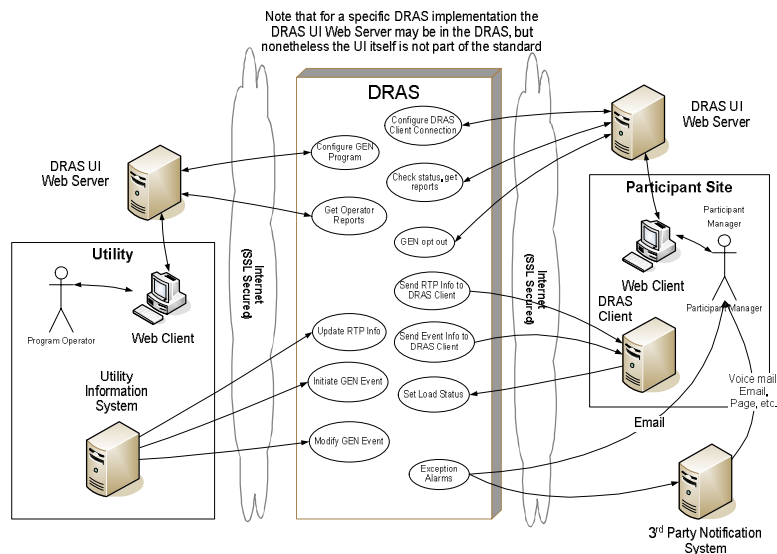 Note that for a specific DRAS implementation the
DRAS UI Web Server may be in the DRAS, but
nonetheless the UI itself is not part of the standard
DRAS
Configure DRAS
Client Connection
DRAS UI
Web Server
Configure GEN
Program
DRAS UI
Web Server
Check status, get
reports
Participant Site
Participant
Manager
Get Operator
Reports
GEN opt out
Utility
Internet
(SSL Secured)
Internet
(SSL Secured)
Web Client
Send RTP Info to
DRAS Client
DRAS
Client
Participant Manager
Program Operator
Web Client
Update RTP Info
Send Event Info to
DRAS Client
Utility
Information
System
Initiate GEN Event
Set Load Status
Voice mail
Email,
Page, etc.
Email
Modify GEN Event
Exception
Alarms
3rd Party Notification
System